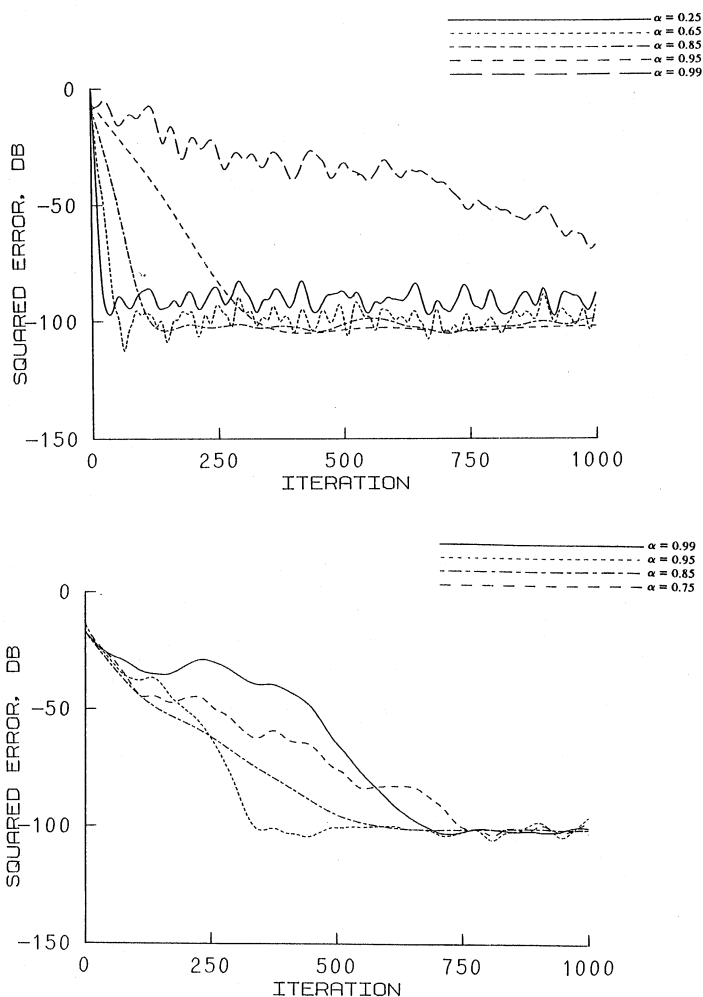 α = 0.25
α = 0.65
α = 0.85
α = 0.95
α = 0.99
0
-50
-100
-150
SQUARED ERROR, DB
0 250 500 750 1000
ITERATION
α = 0.99
α = 0.95
α = 0.85
α = 0.75
0
-50
-100
-150
SQUARED ERROR, DB
0 250 500 750 1000
ITERATION